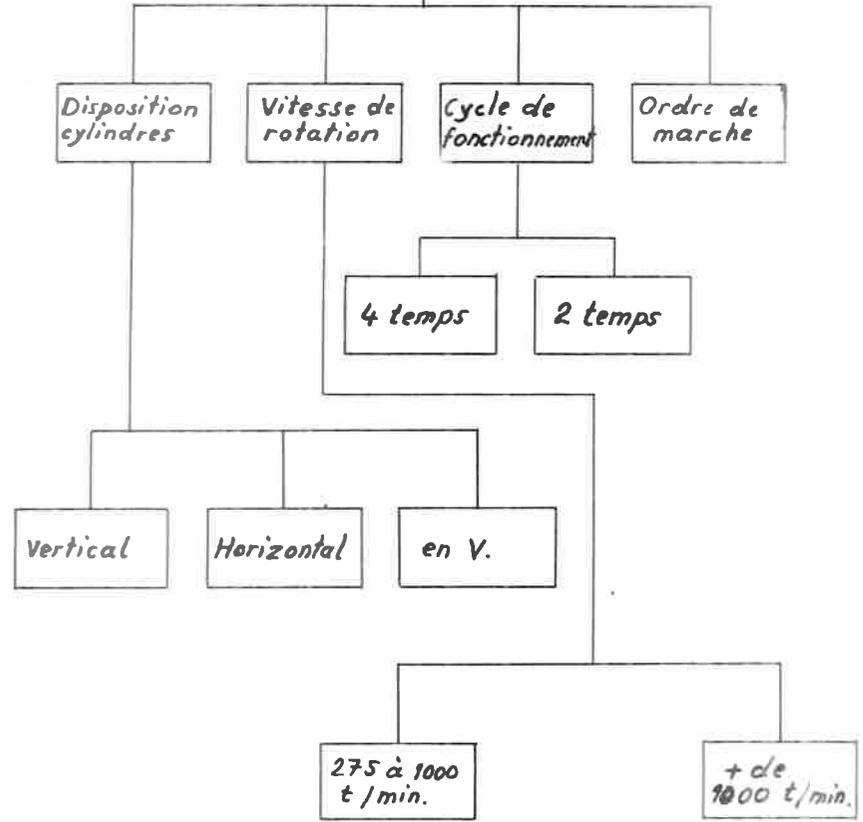 Disposition
cylindres
Vitesse de
rotation
Cycle de
fonctionnement
Ordre de
marche
4 temps
2 temps
Vertical
Horizontal
en V.
275 à 1000
t/min.
+ de
1000 t/min.